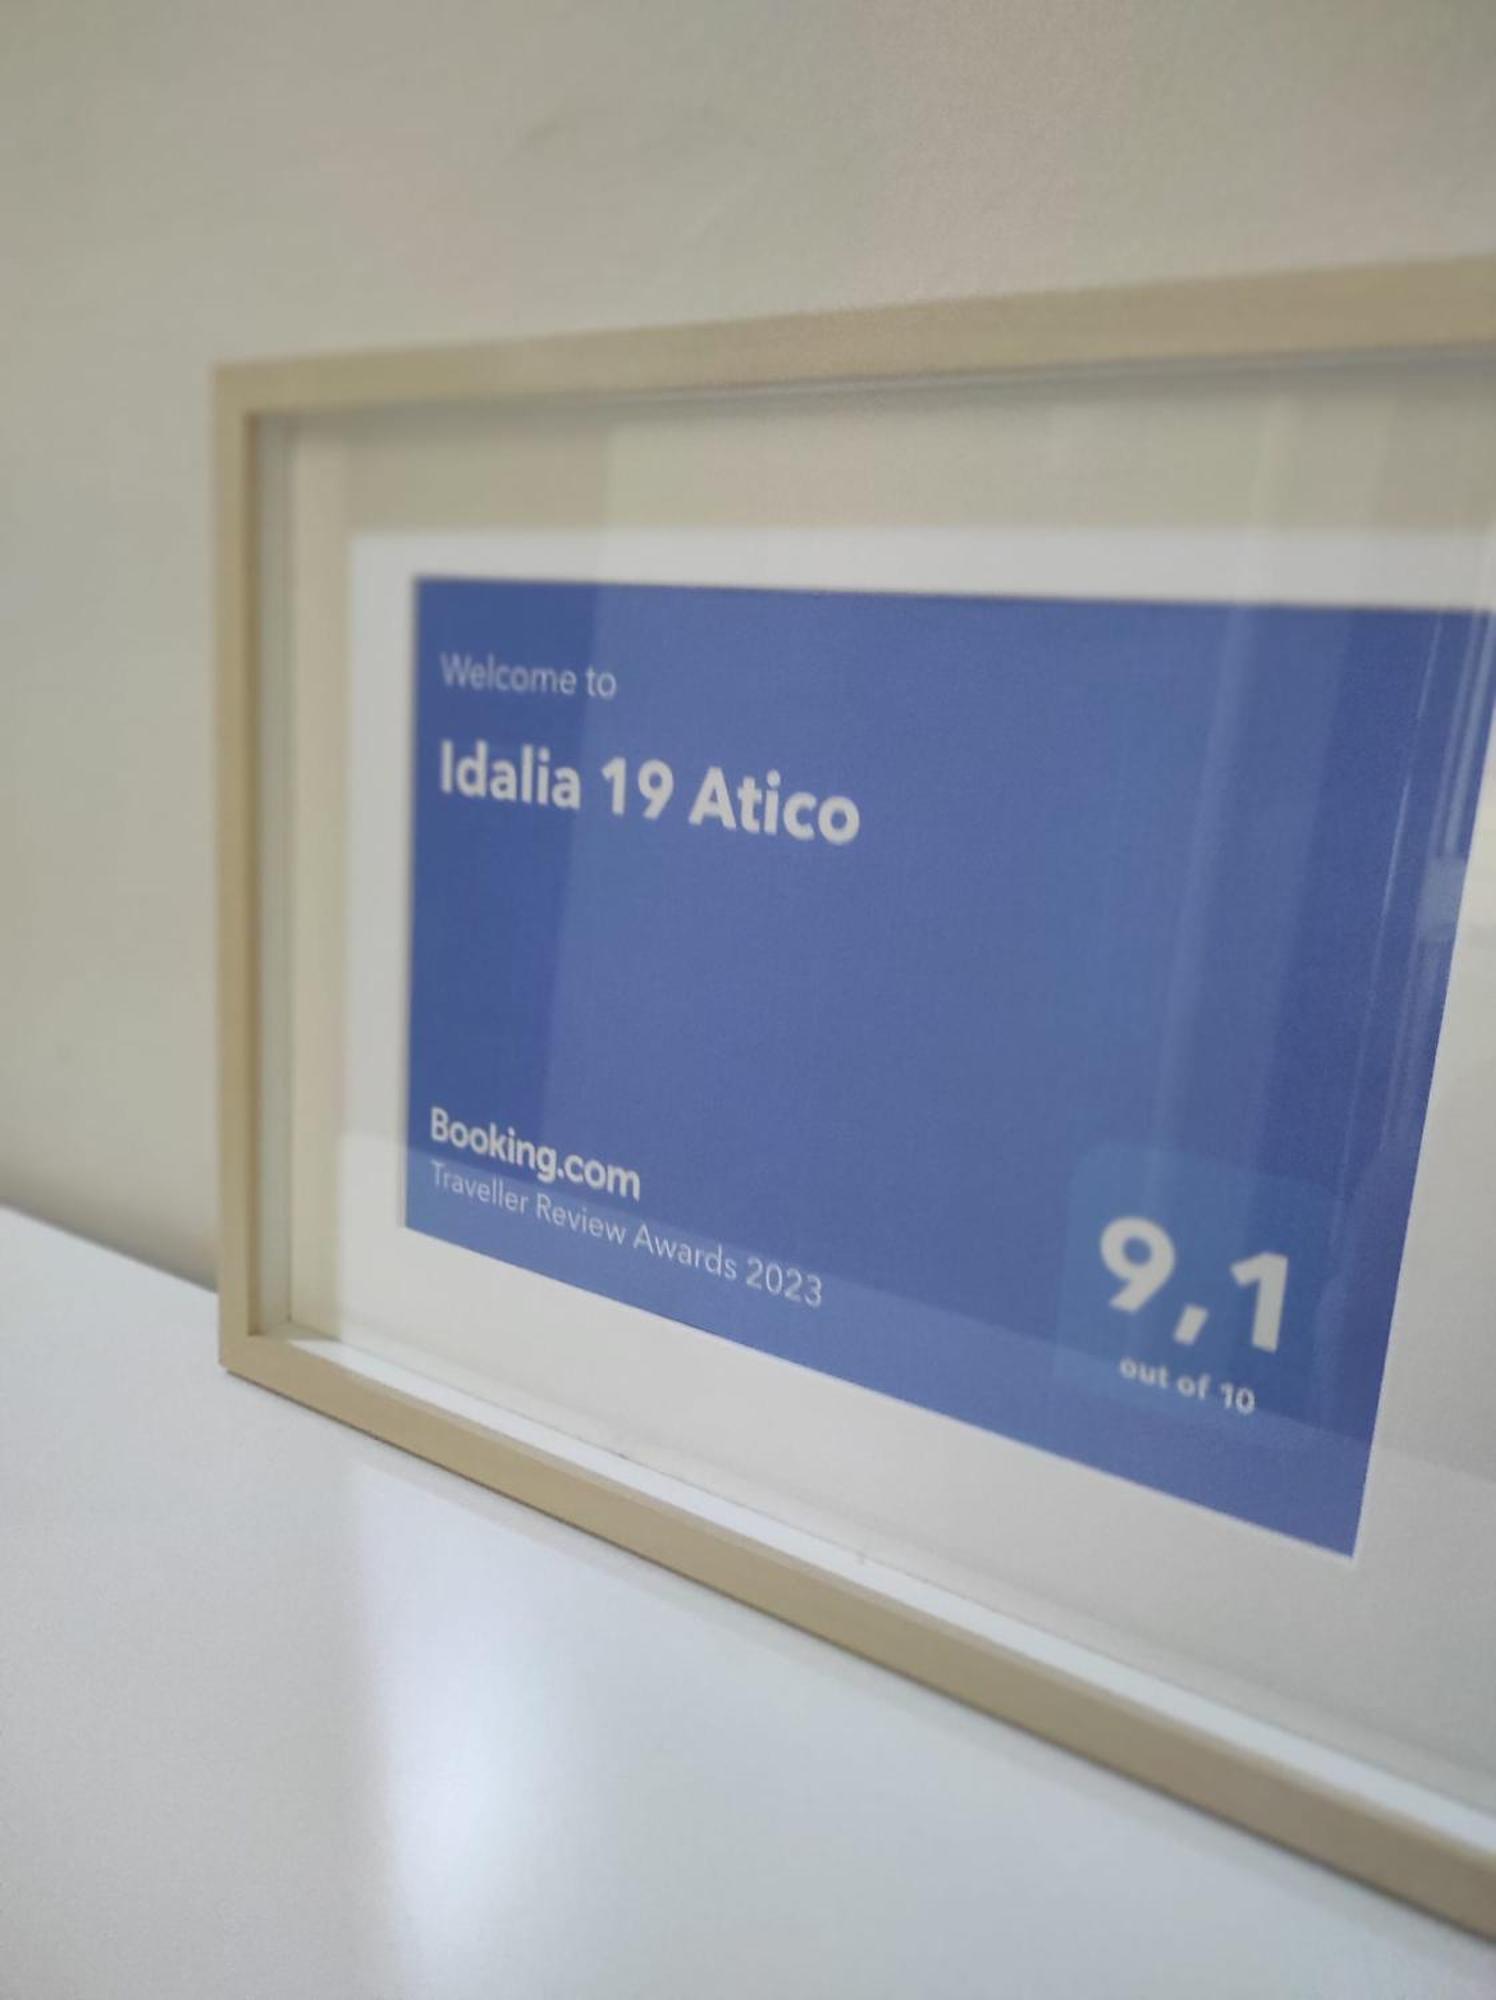 Welcome to
Idalia 19 Atico
Booking.com
Traveller Review Awards 2023
9,1
out of 10